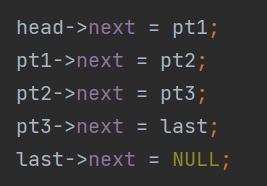 head->next = pt1;
pt1->next = pt2;
pt2->next = pt3;
pt3->next = last;
last->next = NULL;